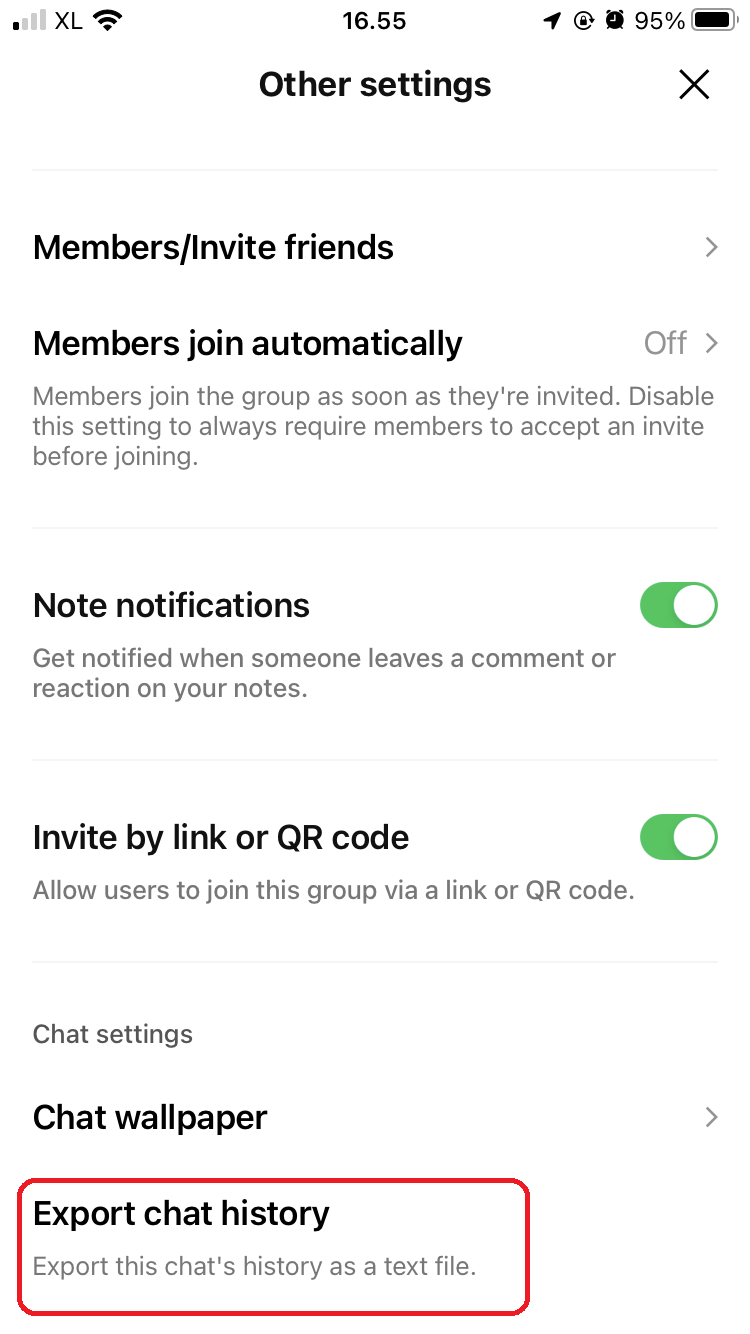 XL 16.55 95%
Other settings
Members/Invite friends
Members join automatically Off
Members join the group as soon as they're invited. Disable
this setting to always require members to accept an invite
before joining.
Note notifications
Get notified when someone leaves a comment or
reaction on your notes.
Invite by link or QR code
Allow users to join this group via a link or QR code.
Chat settings
Chat wallpaper
Export chat history
Export this chat's history as a text file.